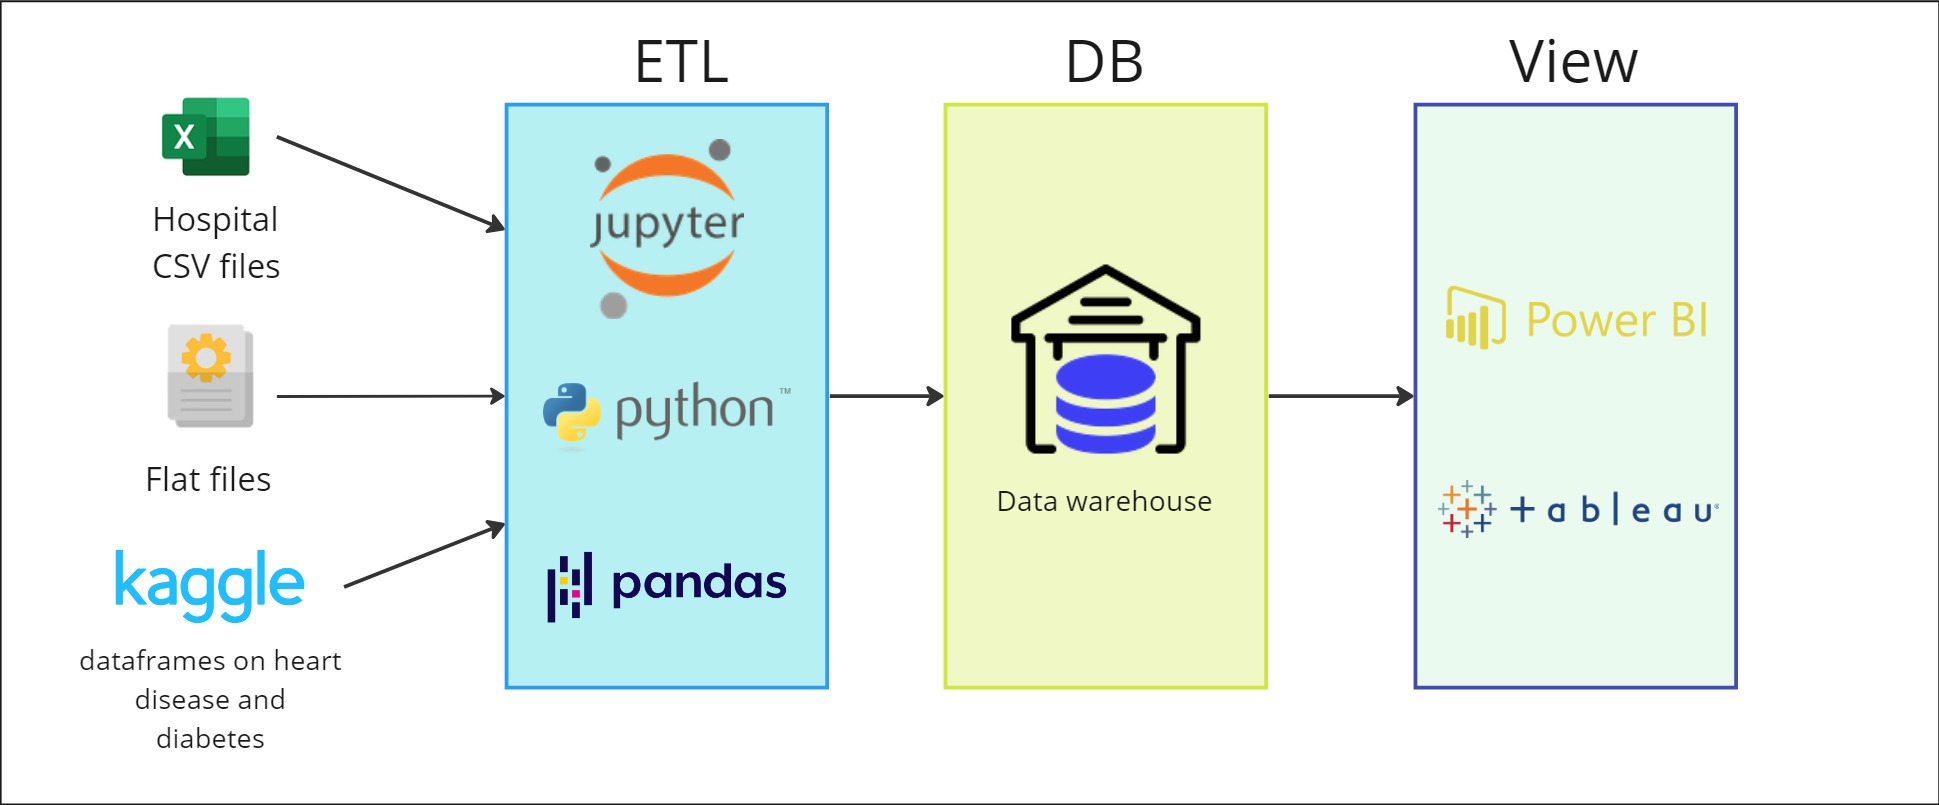 ETL
DB
View
X
Hospital
CSV files
Flat files
kaggle
dataframes on heart
disease and
diabetes
jupyter
python™
pandas
Data warehouse
Power BI
+ableau®